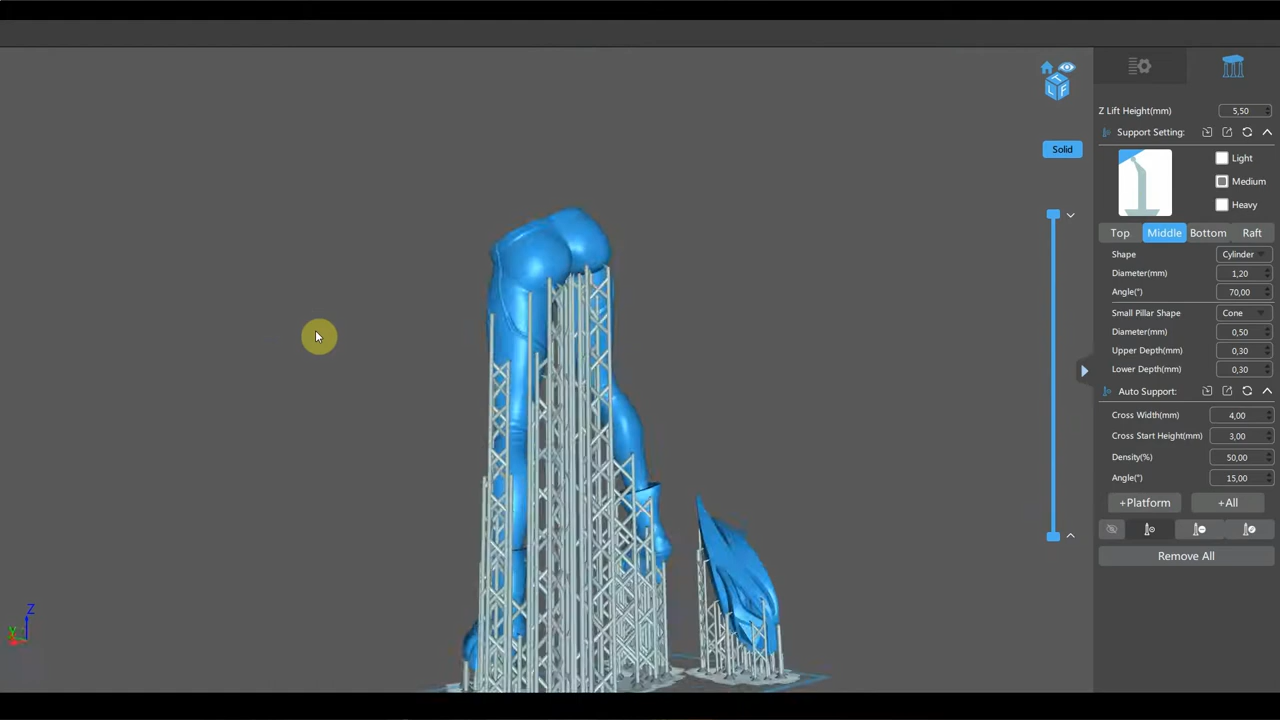 Z Lift Height(mm) 5,50
Support Setting:
Light
Medium
Heavy
Top Middle Bottom Raft
Shape Cylinder
Diameter(mm) 1,20
Angle(°) 70,00
Small Pillar Shape Cone
Diameter(mm) 0,50
Upper Depth(mm) 0,30
Lower Depth(mm) 0,30
Auto Support:
Cross Width(mm) 4,00
Cross Start Height(mm) 3,00
Density(%) 50,00
Angle(°) 15,00
+Platform +All
Remove All
Solid
T
L F
Z
Y